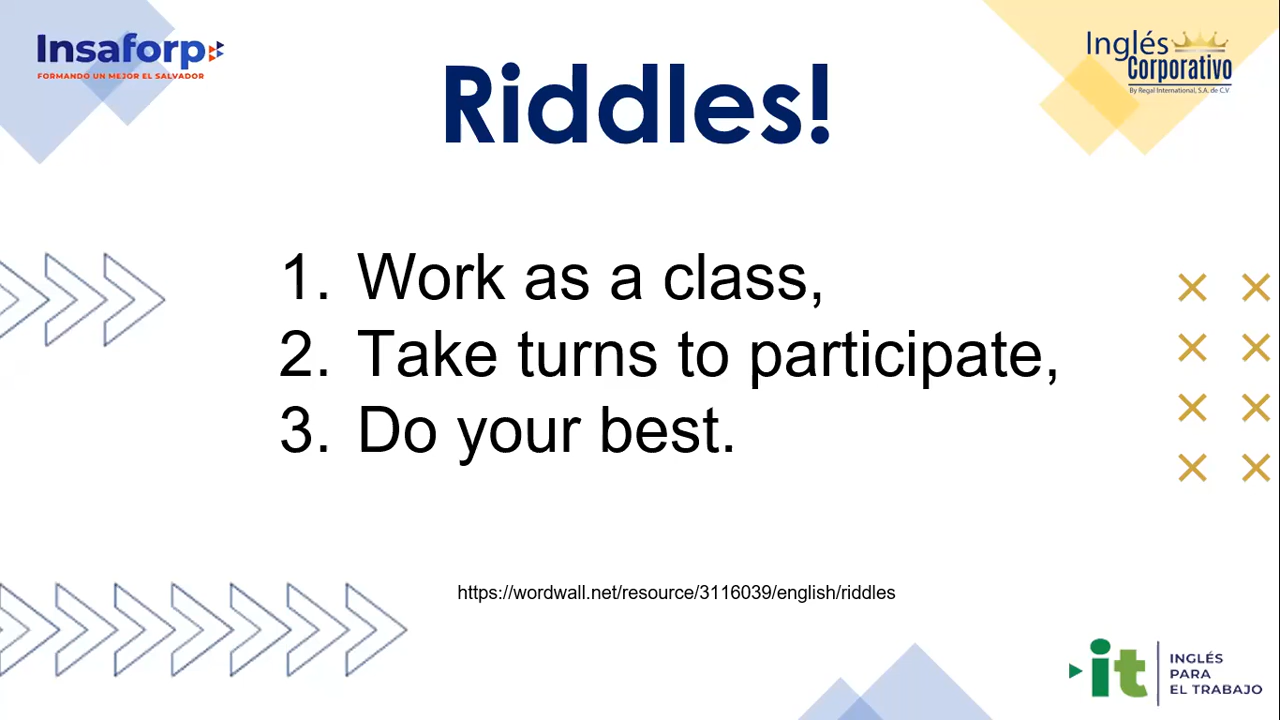 Insaforp
FORMANDO UN MEJOR EL SALVADOR
Inglés
Corporativo
By Regal International, S.A. de C.V
Riddles!
1. Work as a class,
2. Take turns to participate,
3. Do your best.
https://wordwall.net/resource/3116039/english/riddles
it
INGLÉS
PARA
EL TRABAJO